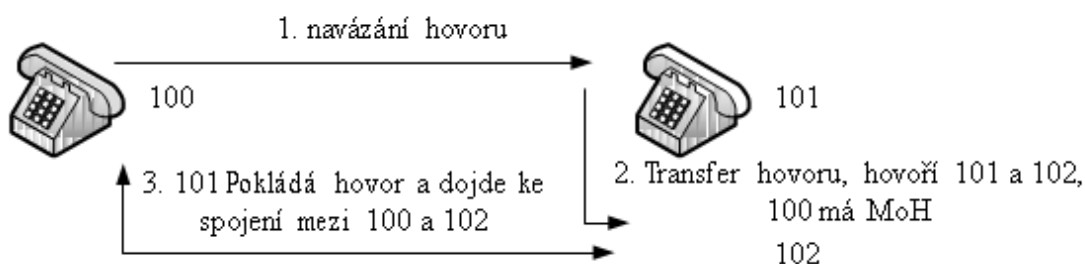 1. navázání hovoru
100
101
3. 101 Pokládá hovor a dojde ke
spojení mezi 100 a 102
2. Transfer hovoru, hovoří 101 a 102,
100 má MoH
102